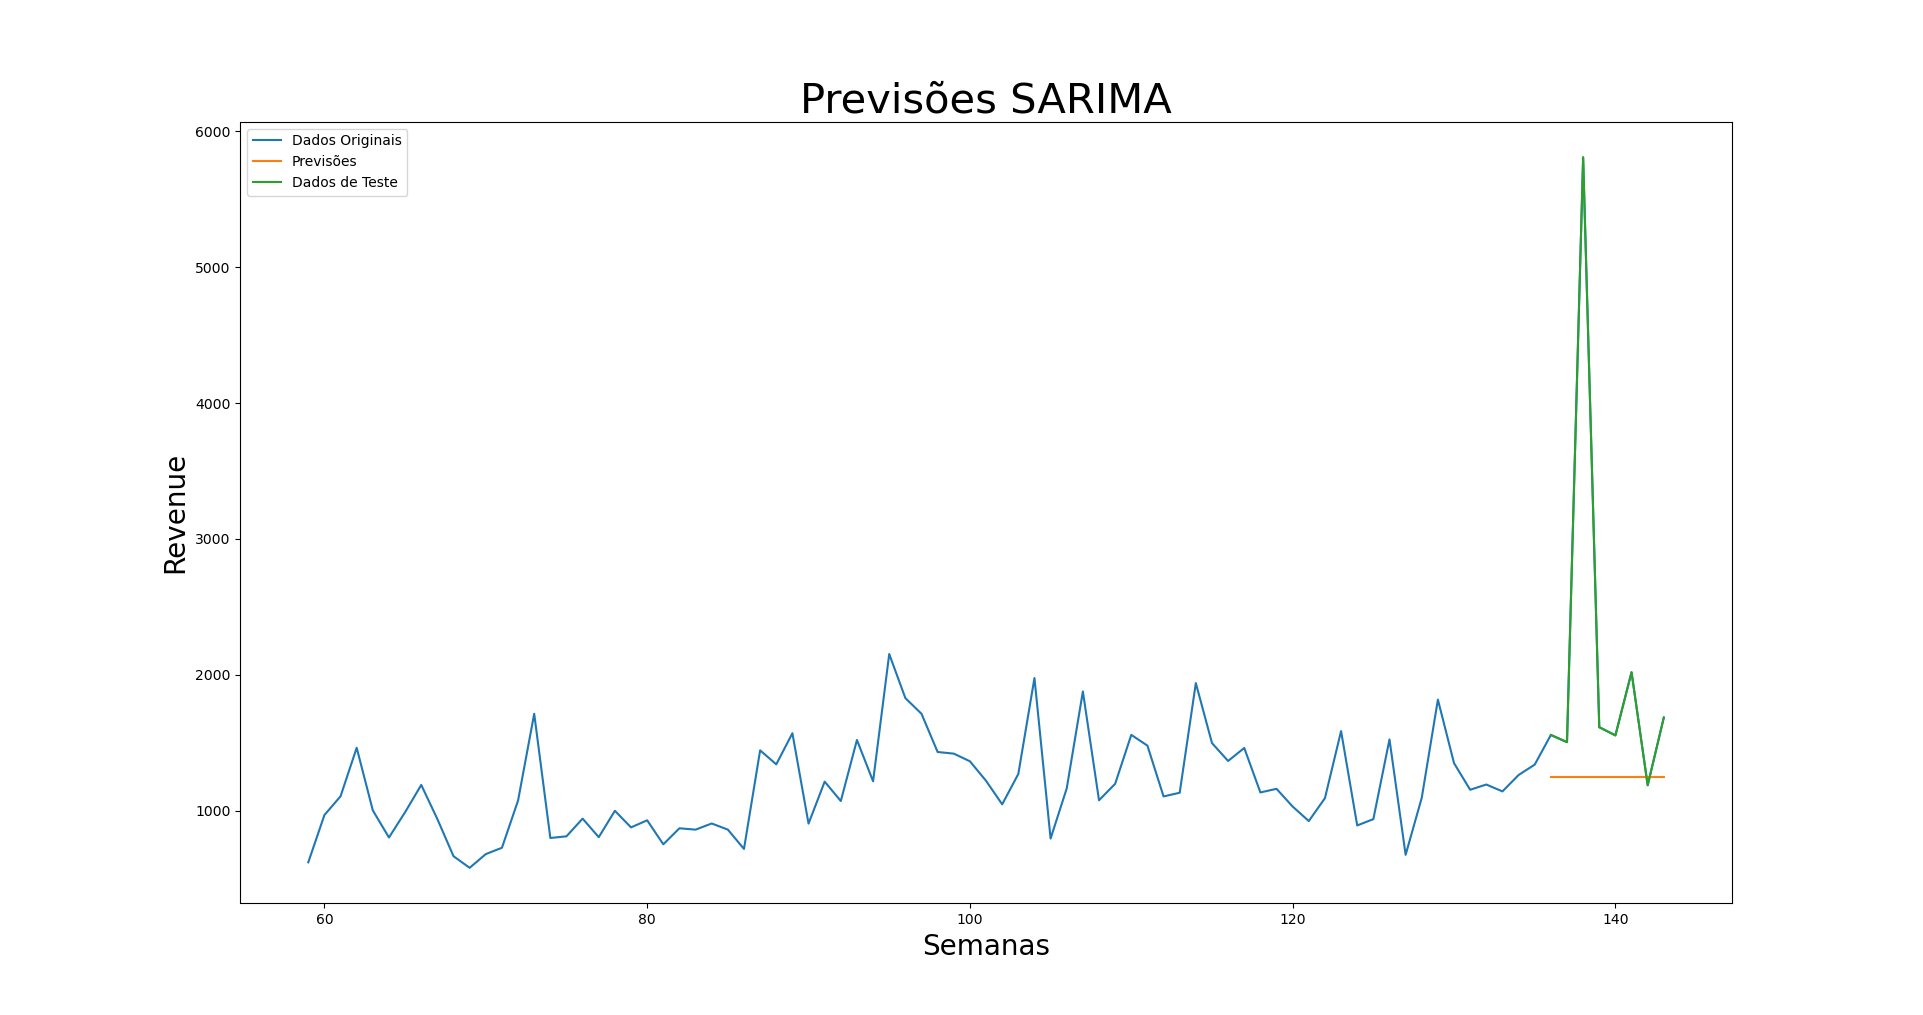 Previsões SARIMA
Dados Originais
Previsões
Dados de Teste
6000
5000
4000
3000
2000
1000
Revenue
60
80
100
120
140
Semanas